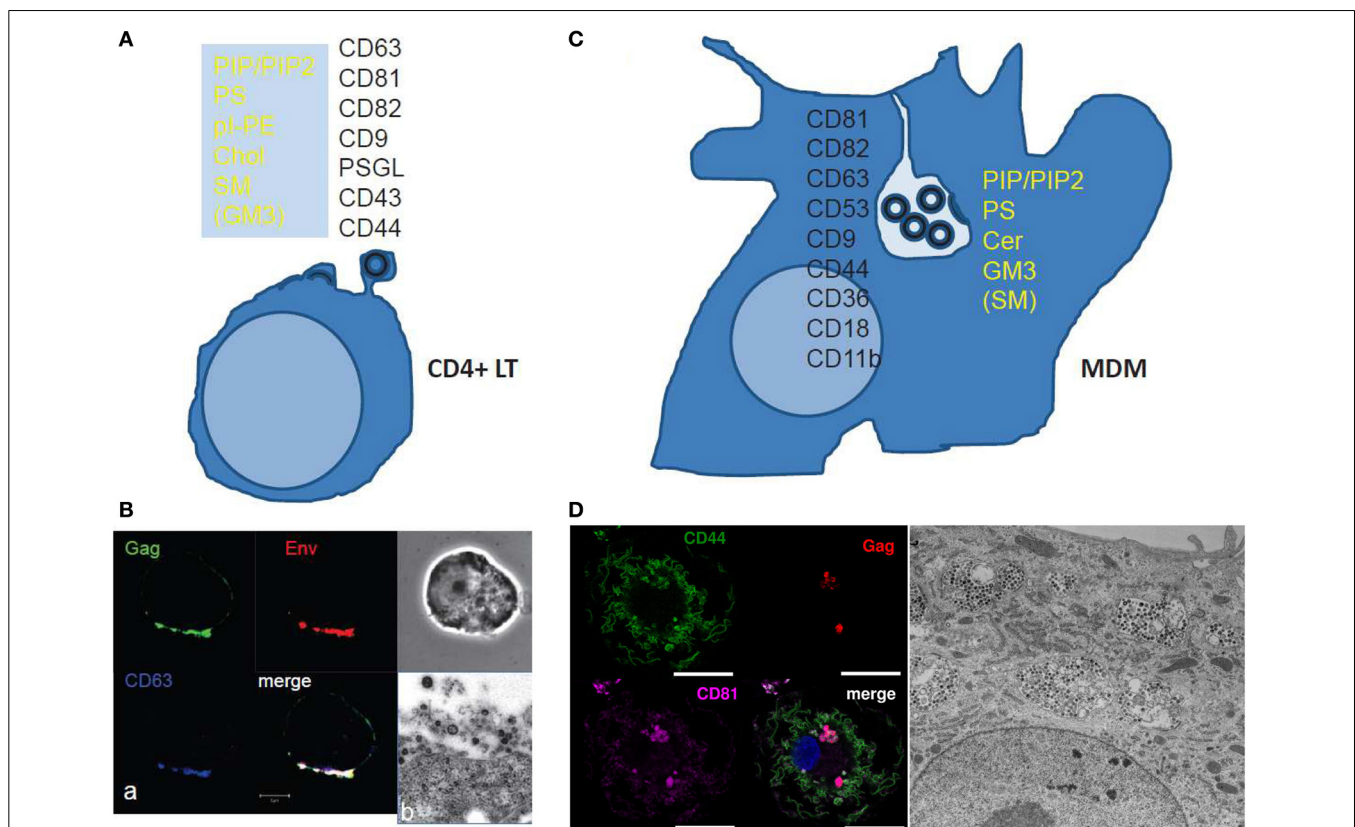 A
PIP/PIP2
PS
pl-PE
Chol
SM
(GM3)
CD63
CD81
CD82
CD9
PSGL
CD43
CD44
CD4+ LT
B
Gag
Env
CD63
merge
a
b
C
CD81
CD82
CD63
CD53
CD9
CD44
CD36
CD18
CD11b
PIP/PIP2
PS
Cer
GM3
(SM)
MDM
D
CD44
Gag
CD81
merge